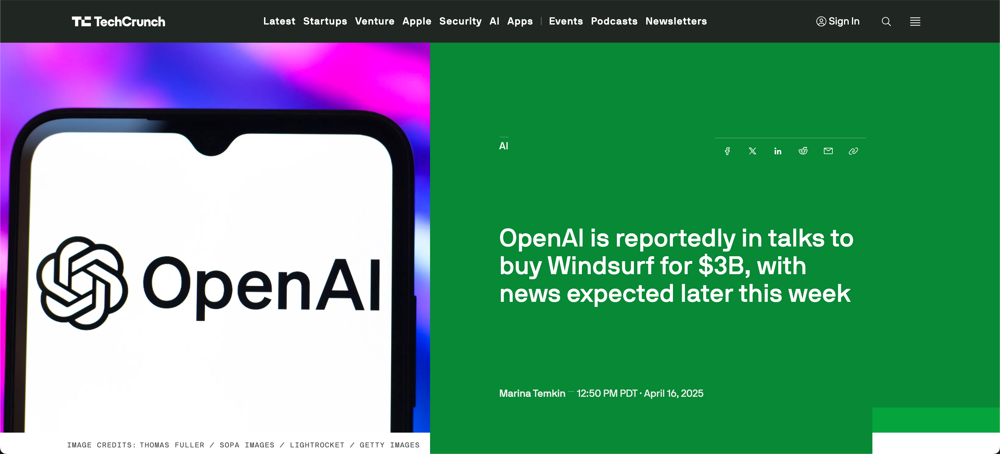 TechCrunch
Latest Startups Venture Apple Security AI Apps | Events Podcasts Newsletters
Sign In
OpenAI
AI
OpenAI is reportedly in talks to
buy Windsurf for $3B, with
news expected later this week
Marina Temkin — 12:50 PM PDT · April 16, 2025
IMAGE CREDITS: THOMAS FULLER / SOPA IMAGES / LIGHTROCKET / GETTY IMAGES